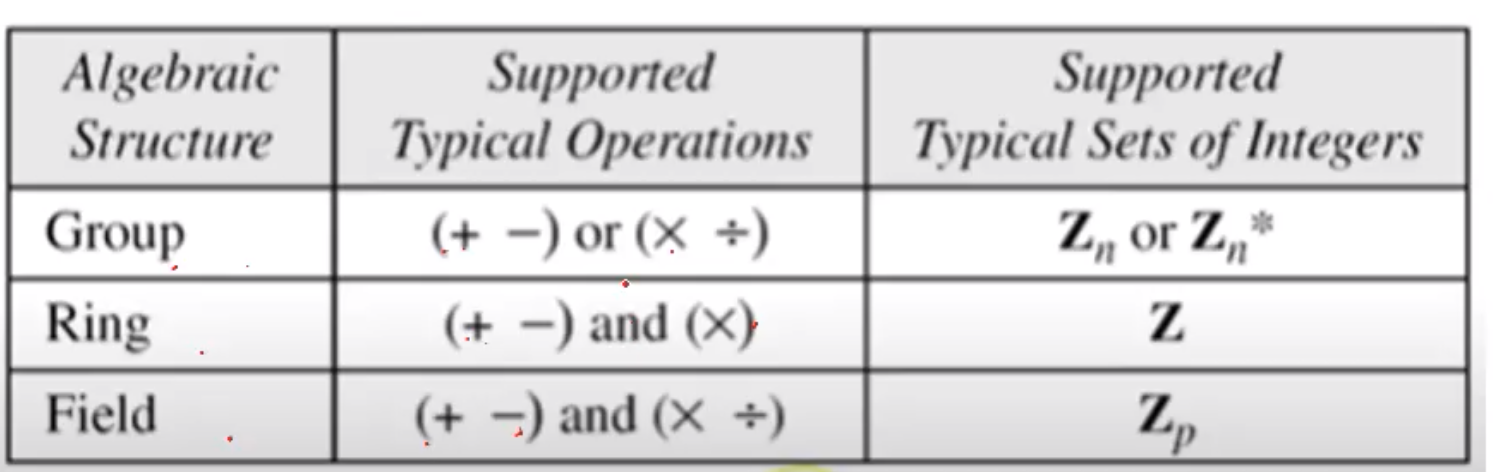 Algebraic Structure | Supported Typical Operations | Supported Typical Sets of Integers
Group | (+ −) or (× ÷) | Zₙ or Zₙ*
Ring | (+ −) and (×) | Z
Field | (+ −) and (× ÷) | Zₚ